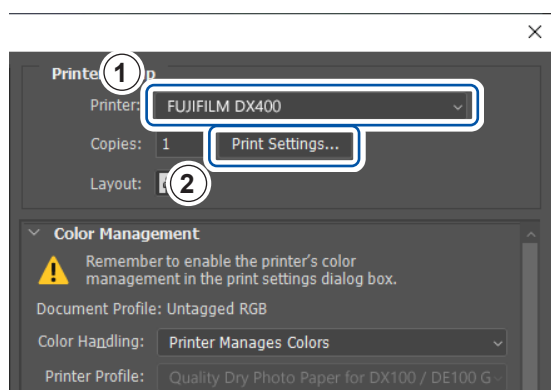 Printer
1
Printer: FUJIFILM DX400
Copies: 1 Print Settings...
Layout:
2
Color Management
Remember to enable the printer's color
management in the print settings dialog box.
Document Profile: Untagged RGB
Color Handling: Printer Manages Colors
Printer Profile: Quality Dry Photo Paper for DX100 / DE100 G